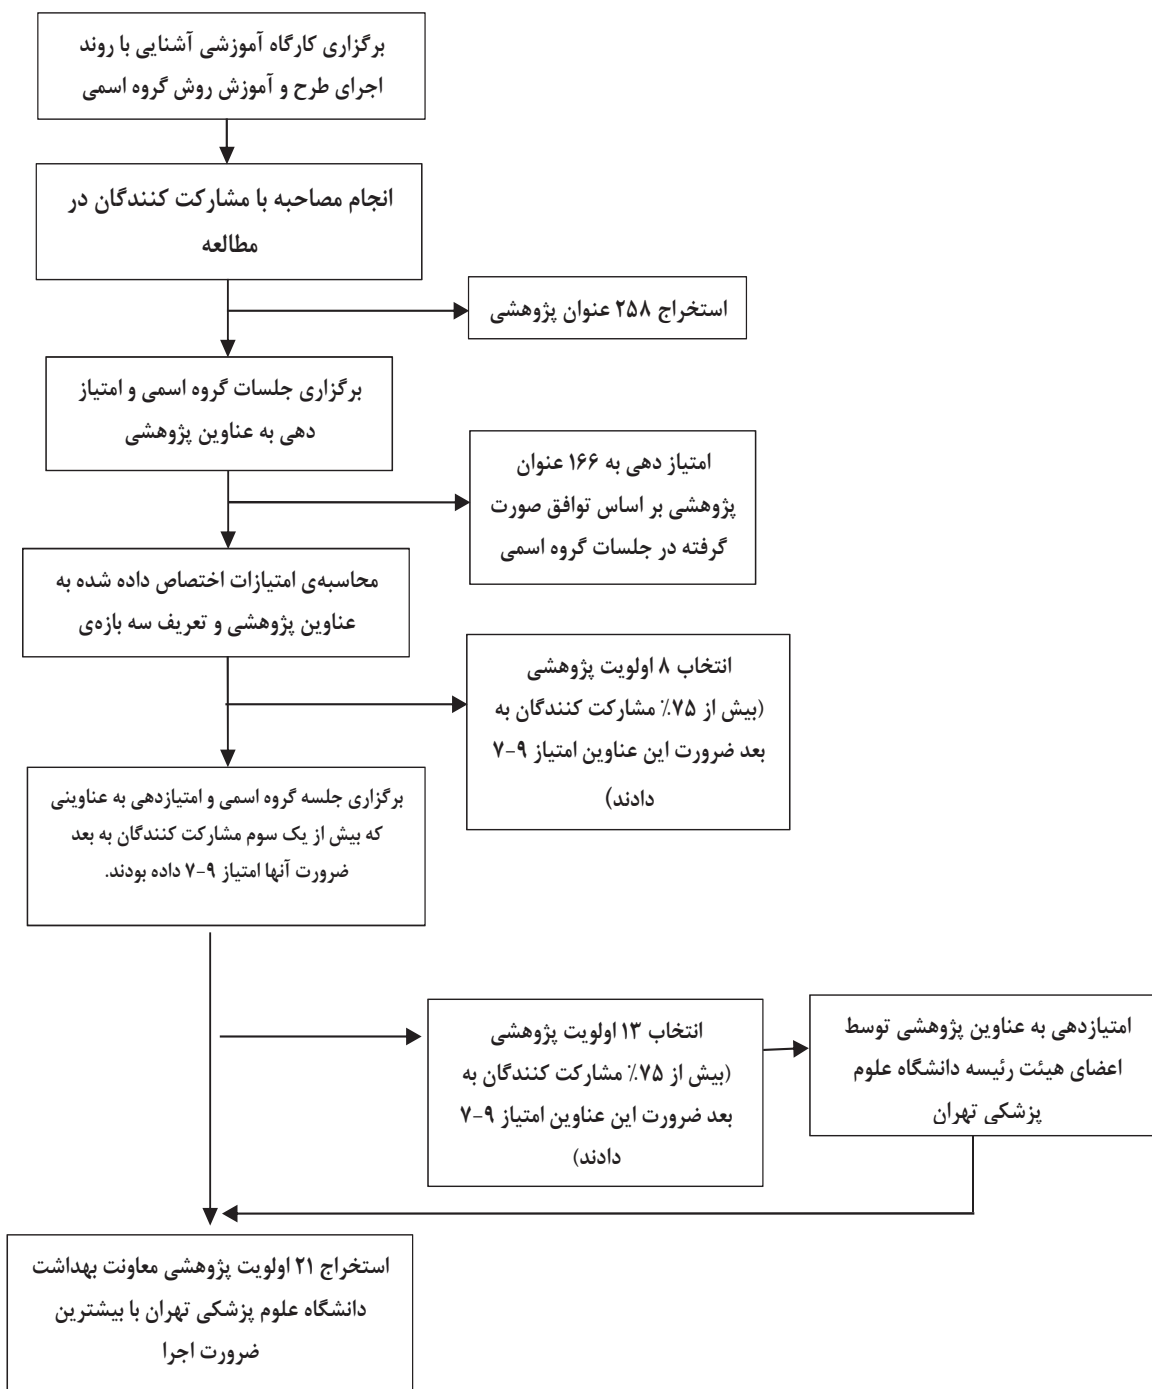 برگزاری کارگاه آموزشی آشنایی با روند
اجرای طرح و آموزش روش گروه اسمی
انجام مصاحبه با مشارکت کنندگان در
مطالعه
استخراج ۲۵۸ عنوان پژوهشی
برگزاری جلسات گروه اسمی و امتیاز
دهی به عناوین پژوهشی
امتیاز دهی به ۱۶۶ عنوان
پژوهشی بر اساس توافق صورت
گرفته در جلسات گروه اسمی
محاسبه‌ی امتیازات اختصاص داده شده به
عناوین پژوهشی و تعریف سه بازه‌ی
انتخاب ۸ اولویت پژوهشی
(بیش از ۷۵٪ مشارکت کنندگان به
بعد ضرورت این عناوین امتیاز ۹-۷
دادند)
برگزاری جلسه گروه اسمی و امتیازدهی به عناوینی
که بیش از یک سوم مشارکت کنندگان به بعد
ضرورت آنها امتیاز ۹-۷ داده بودند.
انتخاب ۱۳ اولویت پژوهشی
(بیش از ۷۵٪ مشارکت کنندگان به
بعد ضرورت این عناوین امتیاز ۹-۷
دادند)
امتیازدهی به عناوین پژوهشی توسط
اعضای هیئت رئیسه دانشگاه علوم
پزشکی تهران
استخراج ۲۱ اولویت پژوهشی معاونت بهداشت
دانشگاه علوم پزشکی تهران با بیشترین
ضرورت اجرا